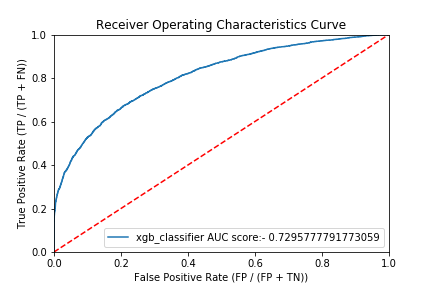 Receiver Operating Characteristics Curve
1.0
0.8
0.6
0.4
0.2
0.0
True Positive Rate (TP / (TP + FN))
xgb_classifier AUC score:- 0.7295777791773059
0.0 0.2 0.4 0.6 0.8 1.0
False Positive Rate (FP / (FP + TN))